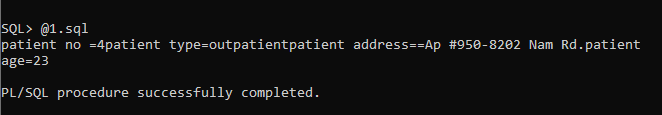 SQL> @1.sql
patient no =4patient type=outpatientpatient address==Ap #950-8202 Nam Rd.patient
age=23
PL/SQL procedure successfully completed.